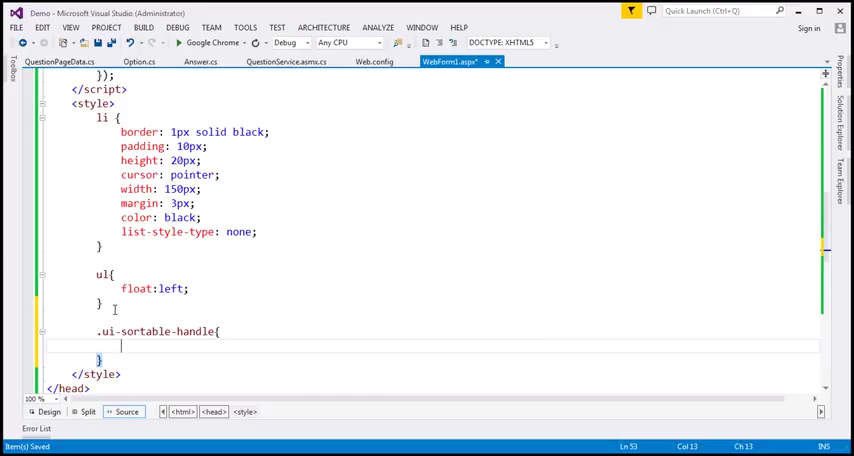 Demo - Microsoft Visual Studio (Administrator)
Quick Launch (Ctrl+Q)
FILE EDIT VIEW PROJECT BUILD DEBUG TEAM TOOLS TEST ARCHITECTURE ANALYZE WINDOW HELP
Sign in
Google Chrome Debug Any CPU DOCTYPE: XHTML5
QuestionPageData.cs Option.cs Answer.cs QuestionService.asmx.cs Web.config WebForm1.aspx*
Toolbox
Properties
Solution Explorer
Team Explorer
});
</script>
<style>
li {
border: 1px solid black;
padding: 10px;
height: 20px;
cursor: pointer;
width: 150px;
margin: 3px;
color: black;
list-style-type: none;
}
ul{
float:left;
}
.ui-sortable-handle{
}
</style>
</head>
100 %
Design Split Source <html> <head> <style>
Error List
Item(s) Saved Ln 53 Col 13 Ch 13 INS